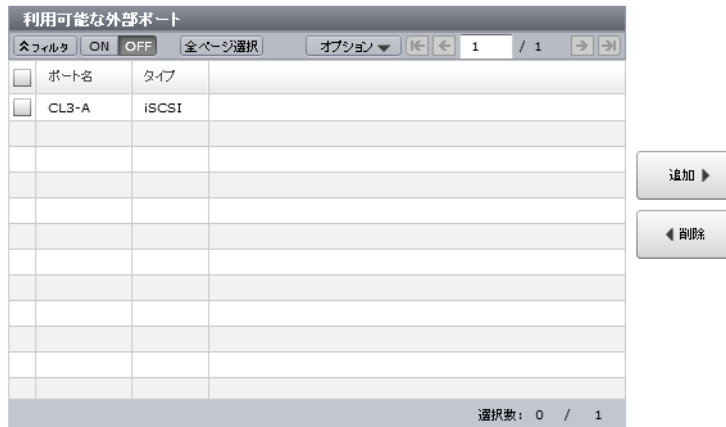 利用可能な外部ポート
フィルタ ON OFF 全ページ選択 オプション 1 / 1
ポート名 タイプ
CL3-A iSCSI
追加
削除
選択数: 0 / 1